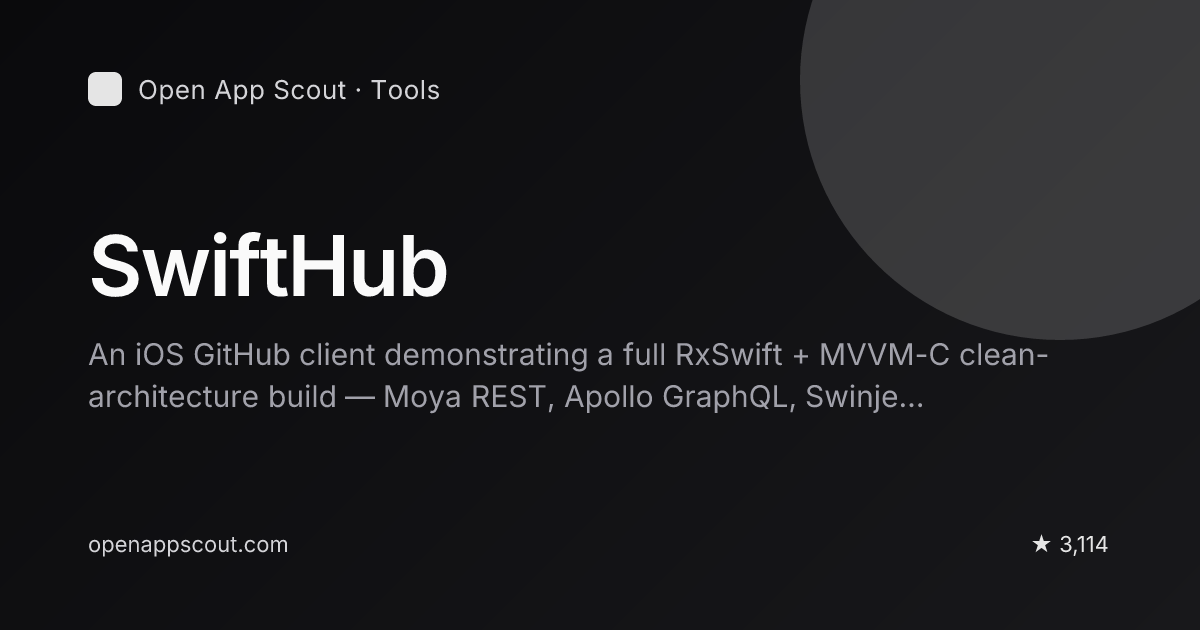 Open App Scout · Tools
SwiftHub
An iOS GitHub client demonstrating a full RxSwift + MVVM-C clean-
architecture build — Moya REST, Apollo GraphQL, Swinje...
openappscout.com
★ 3,114